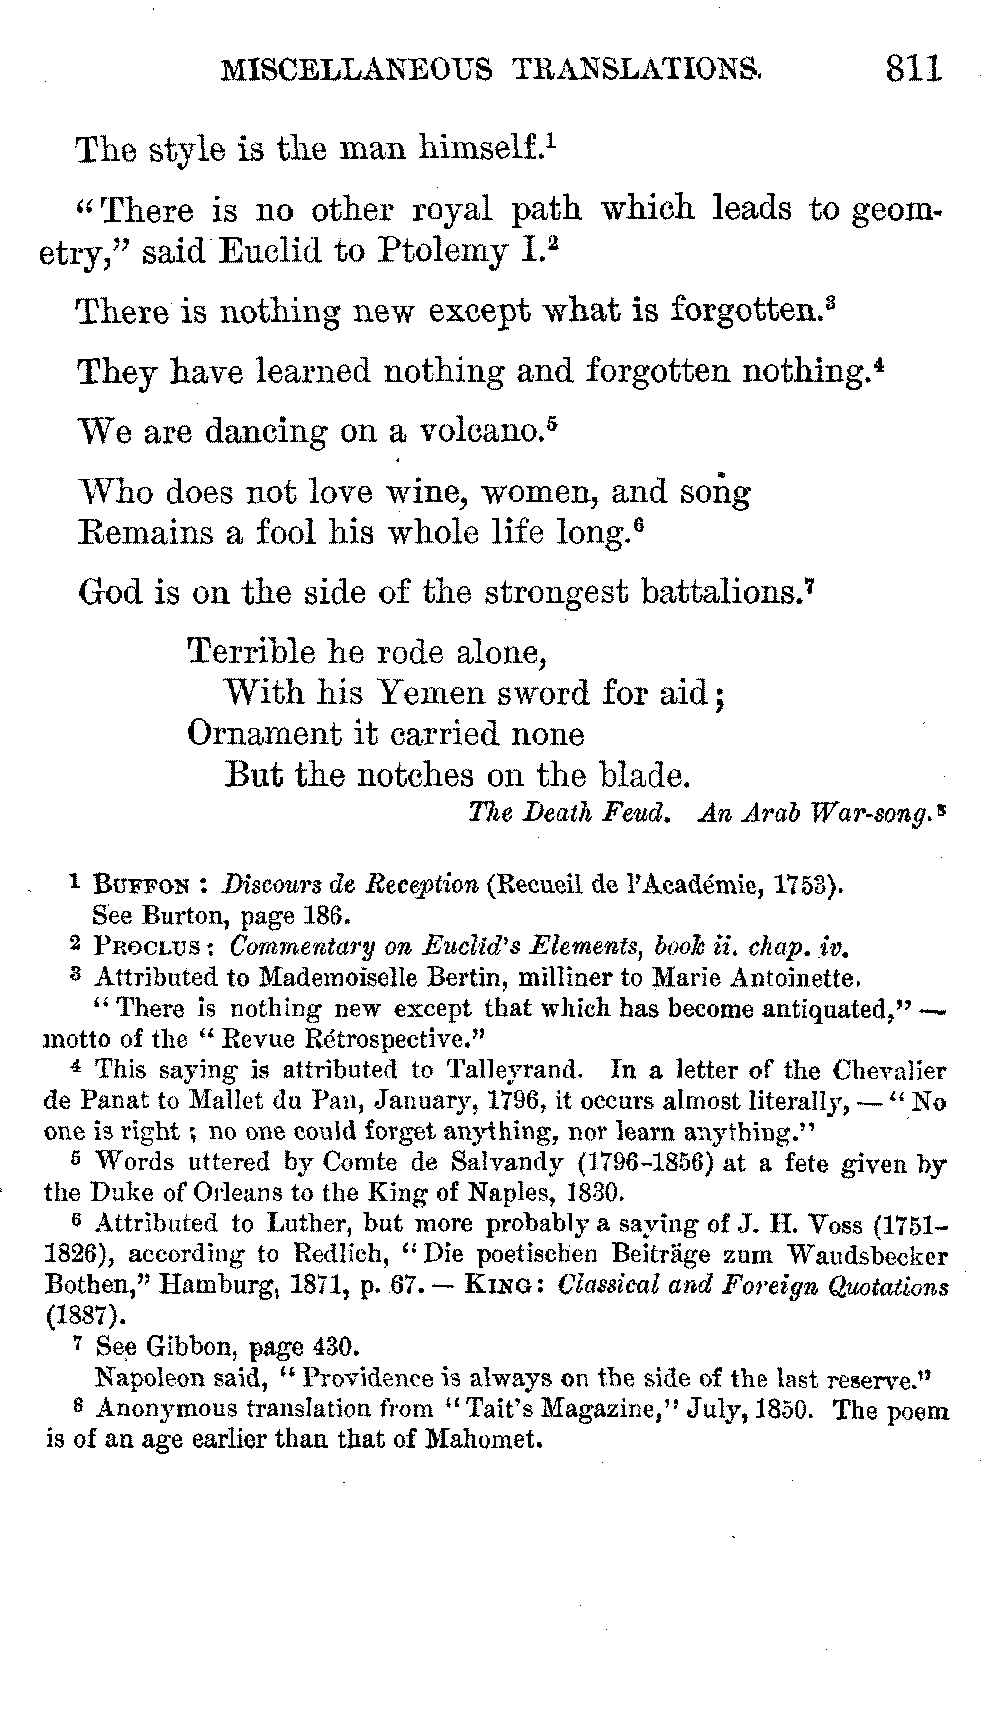 MISCELLANEOUS TRANSLATIONS. 811
The style is the man himself.¹
“There is no other royal path which leads to geom-
etry,” said Euclid to Ptolemy I.²
There is nothing new except what is forgotten.³
They have learned nothing and forgotten nothing.⁴
We are dancing on a volcano.⁵
Who does not love wine, women, and song
Remains a fool his whole life long.⁶
God is on the side of the strongest battalions.⁷
Terrible he rode alone,
With his Yemen sword for aid;
Ornament it carried none
But the notches on the blade.
The Death Feud. An Arab War-song.⁸
1 BUFFON: Discours de Reception (Recueil de l’Académie, 1753).
See Burton, page 186.
2 PROCLUS: Commentary on Euclid’s Elements, book ii. chap. iv.
3 Attributed to Mademoiselle Bertin, milliner to Marie Antoinette.
“There is nothing new except that which has become antiquated,” —
motto of the “Revue Rétrospective.”
4 This saying is attributed to Talleyrand. In a letter of the Chevalier
de Panat to Mallet du Pan, January, 1796, it occurs almost literally, — “No
one is right; no one could forget anything, nor learn anything.”
5 Words uttered by Comte de Salvandy (1796–1856) at a fete given by
the Duke of Orleans to the King of Naples, 1830.
6 Attributed to Luther, but more probably a saying of J. H. Voss (1751–
1826), according to Redlich, “Die poetischen Beiträge zum Waudsbecker
Bothen,” Hamburg, 1871, p. 67. — KING: Classical and Foreign Quotations
(1887).
7 See Gibbon, page 430.
Napoleon said, “Providence is always on the side of the last reserve.”
8 Anonymous translation from “Tait’s Magazine,” July, 1850. The poem
is of an age earlier than that of Mahomet.